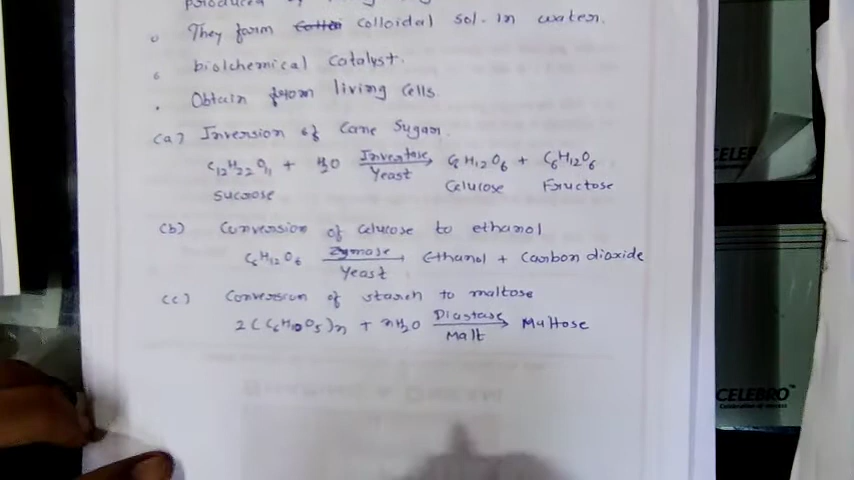 They form colloidal sol. in water.
biolchemical catalyst.
Obtain from living cells
(a) Inversion of Cane Sugar.
C12H22O11 + H2O Invertase C6H12O6 + C6H12O6
Yeast
Sucrose Glucose Fructose
(b) Conversion of Glucose to ethanol
C6H12O6 Zymase Ethanol + Carbon dioxide
Yeast
(c) Conversion of starch to maltose
2(C6H10O5)n + nH2O Diastase Maltose
Malt
CELEBRO™